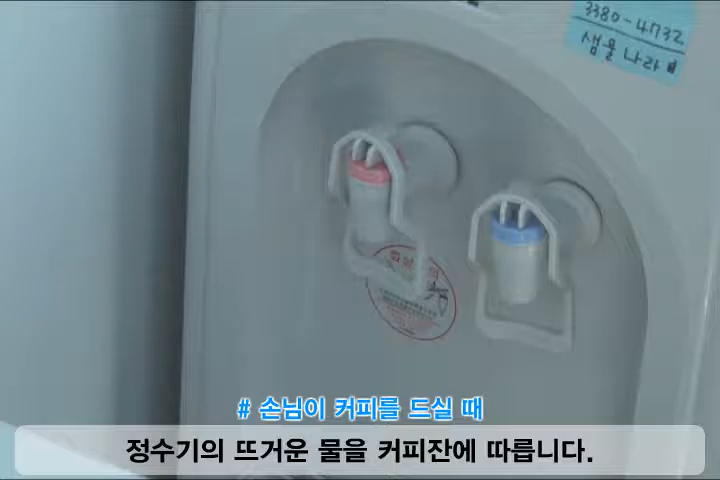 3380-4732
샘물나라
# 손님이 커피를 드실 때
정수기의 뜨거운 물을 커피잔에 따릅니다.